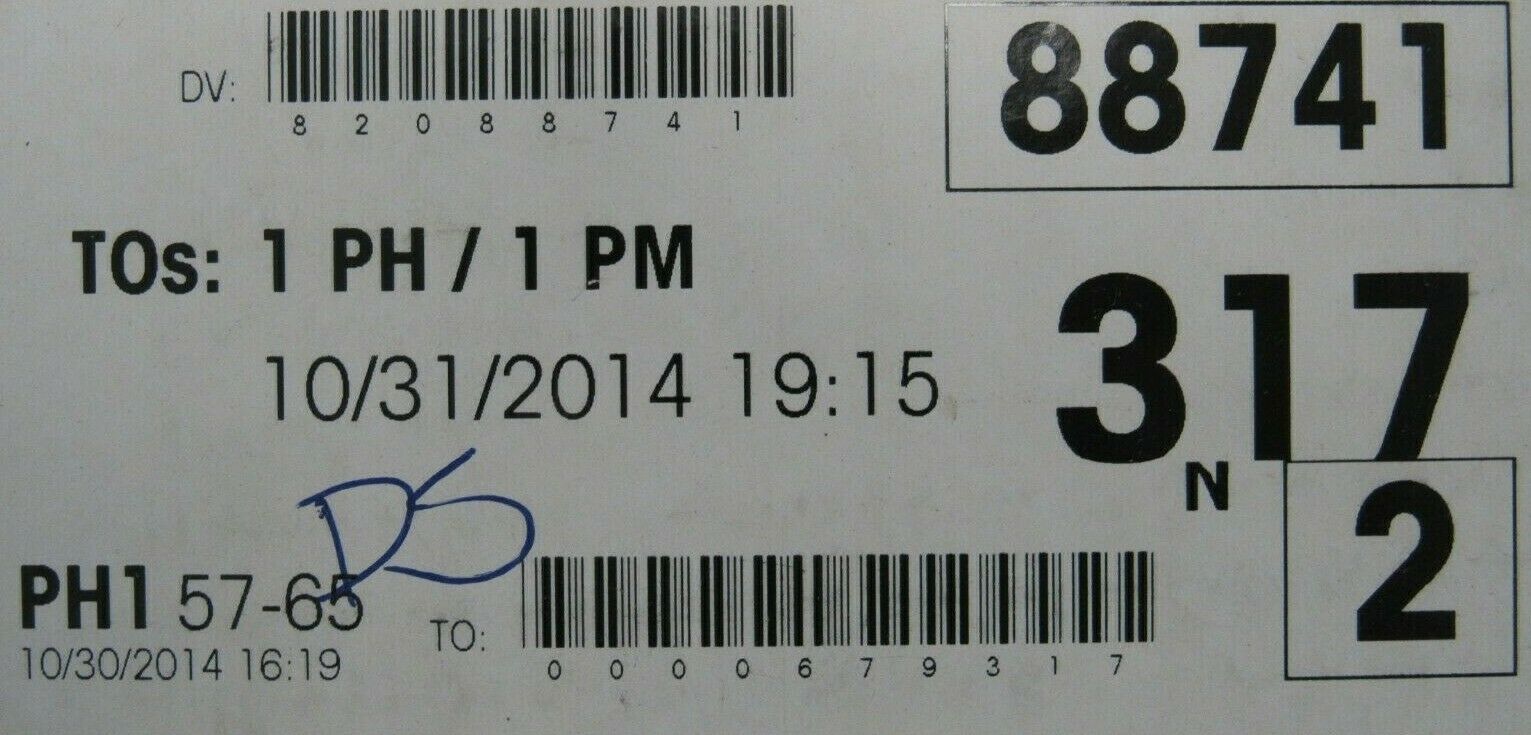 DV:
8 2 0 8 8 7 4 1
88741
TOs: 1 PH / 1 PM
10/31/2014 19:15
317
N
2
DS
PH1 57-65
10/30/2014 16:19
TO:
0 0 0 0 6 7 9 3 1 7